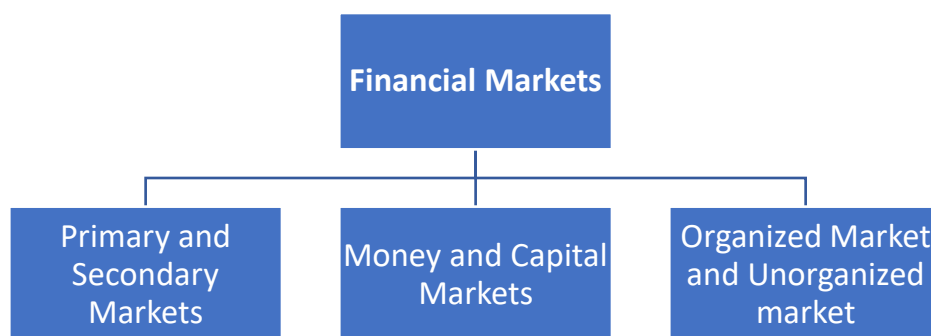 Financial Markets
Primary and
Secondary
Markets
Money and Capital
Markets
Organized Market
and Unorganized
market